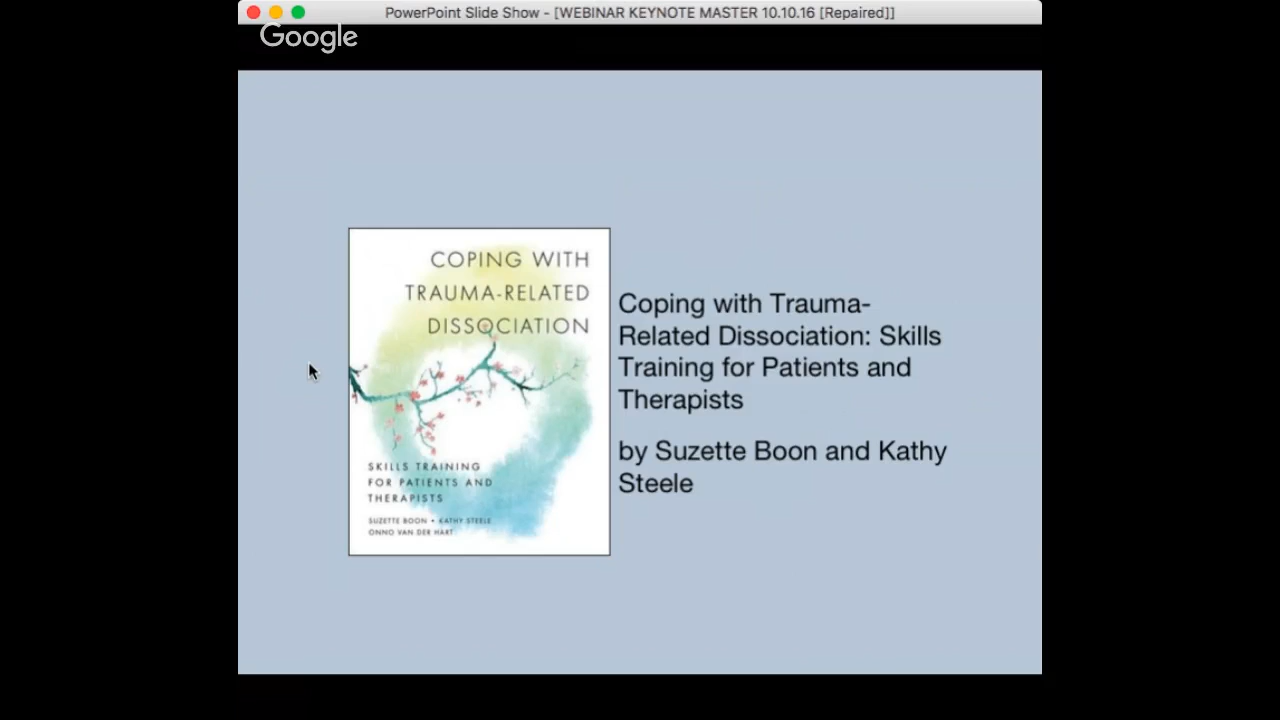 PowerPoint Slide Show - [WEBINAR KEYNOTE MASTER 10.10.16 [Repaired]]
Google
COPING WITH
TRAUMA-RELATED
DISSOCIATION
SKILLS TRAINING
FOR PATIENTS AND
THERAPISTS
SUZETTE BOON • KATHY STEELE
ONNO VAN DER HART
Coping with Trauma-
Related Dissociation: Skills
Training for Patients and
Therapists
by Suzette Boon and Kathy
Steele